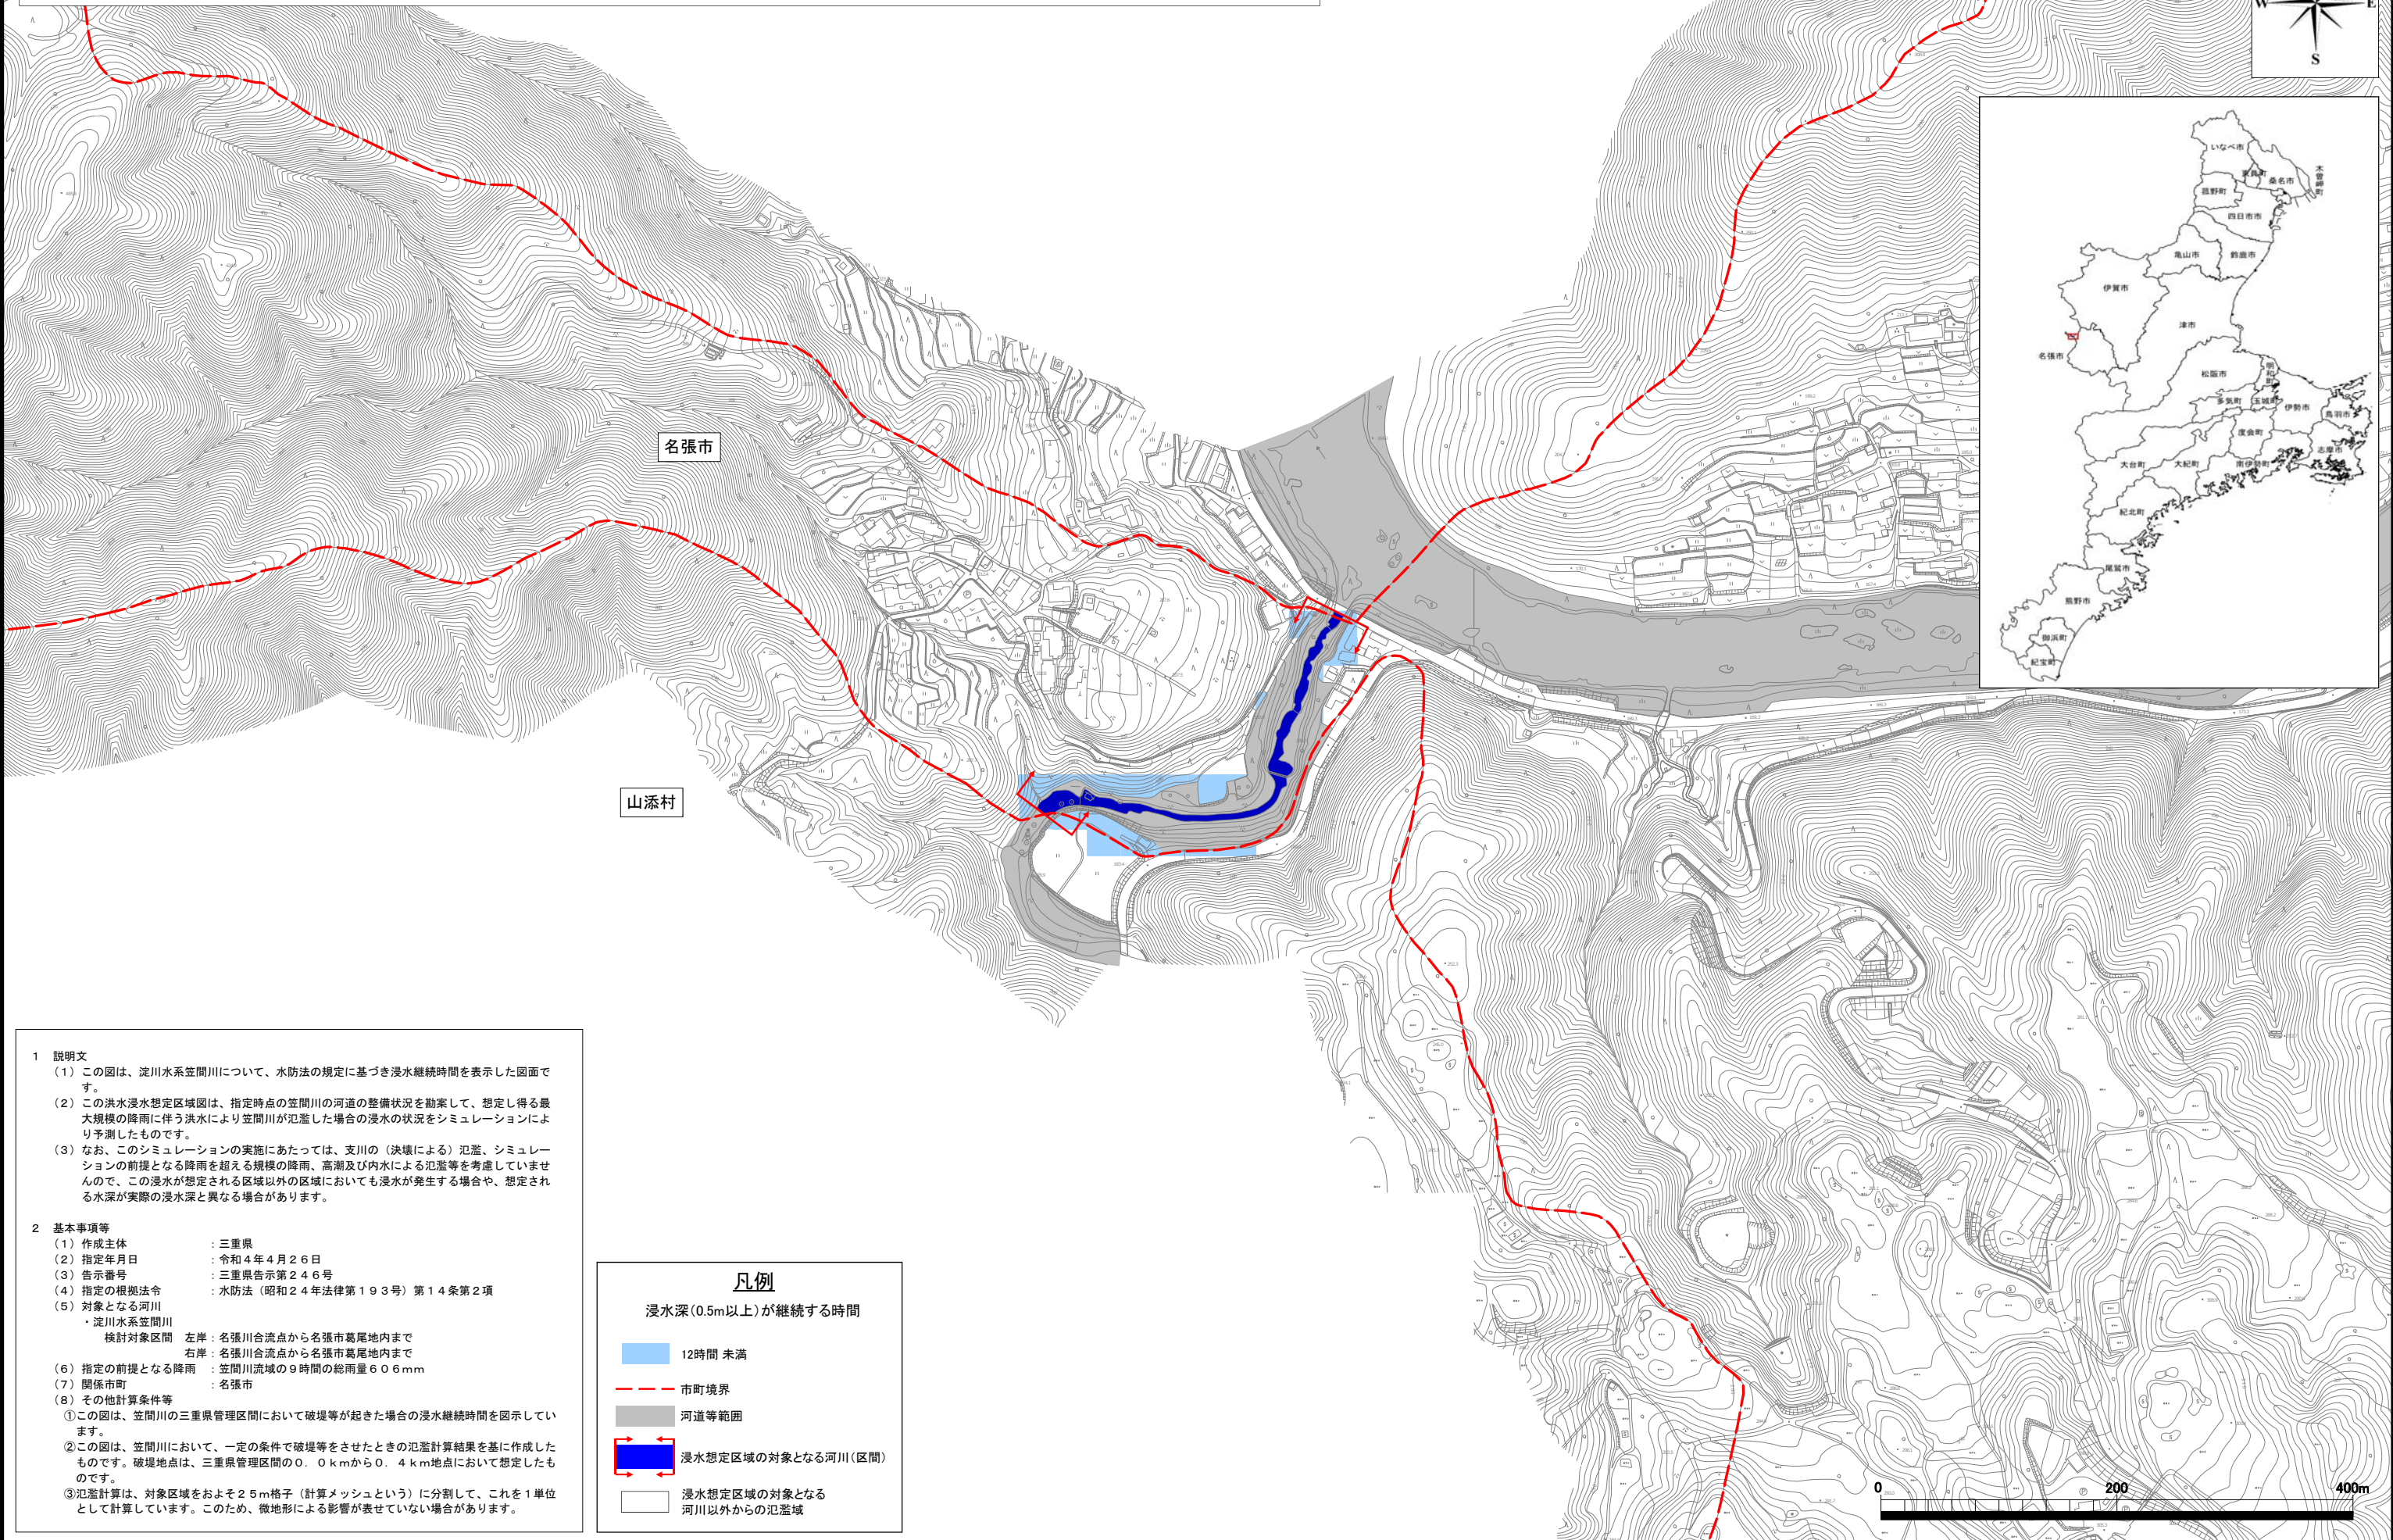 W
E
S
いなべ市
東員町
桑名市
木曽岬町
菰野町
四日市市
亀山市
鈴鹿市
伊賀市
津市
名張市
松阪市
明和町
多気町
玉城町
伊勢市
鳥羽市
度会町
志摩市
大台町
大紀町
南伊勢町
紀北町
尾鷲市
熊野市
御浜町
紀宝町
名張市
山添村
1 説明文
(1)この図は、淀川水系笠間川について、水防法の規定に基づき浸水継続時間を表示した図面で
す。
(2)この洪水浸水想定区域図は、指定時点の笠間川の河道の整備状況を勘案して、想定し得る最
大規模の降雨に伴う洪水により笠間川が氾濫した場合の浸水の状況をシミュレーションによ
り予測したものです。
(3)なお、このシミュレーションの実施にあたっては、支川の(決壊による)氾濫、シミュレー
ションの前提となる降雨を超える規模の降雨、高潮及び内水による氾濫等を考慮していませ
んので、この浸水が想定される区域以外の区域においても浸水が発生する場合や、想定され
る水深が実際の浸水深と異なる場合があります。
2 基本事項等
(1)作成主体 :三重県
(2)指定年月日 :令和4年4月26日
(3)告示番号 :三重県告示第246号
(4)指定の根拠法令 :水防法(昭和24年法律第193号)第14条第2項
(5)対象となる河川
・淀川水系笠間川
検討対象区間 左岸:名張川合流点から名張市葛尾地内まで
右岸:名張川合流点から名張市葛尾地内まで
(6)指定の前提となる降雨 :笠間川流域の9時間の総雨量606mm
(7)関係市町 :名張市
(8)その他計算条件等
①この図は、笠間川の三重県管理区間において破堤等が起きた場合の浸水継続時間を図示してい
ます。
②この図は、笠間川において、一定の条件で破堤等をさせたときの氾濫計算結果を基に作成した
ものです。破堤地点は、三重県管理区間の0.0kmから0.4km地点において想定したも
のです。
③氾濫計算は、対象区域をおよそ25m格子(計算メッシュという)に分割して、これを1単位
として計算しています。このため、微地形による影響が表せていない場合があります。
凡例
浸水深(0.5m以上)が継続する時間
12時間 未満
市町境界
河道等範囲
浸水想定区域の対象となる河川(区間)
浸水想定区域の対象となる
河川以外からの氾濫域
0 200 400m